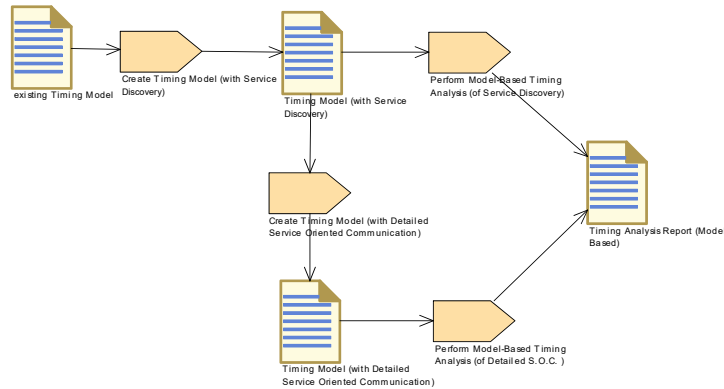 existing Timing Model
Create Timing Model (with Service
Discovery)
Timing Model (with Service
Discovery)
Perform Model-Based Timing
Analysis (of Service Discovery)
Create Timing Model (with Detailed
Service Oriented Communication)
Timing Analysis Report (Mode
Based)
Timing Model (with Detailed
Service Oriented Communication)
Perform Model-Based Timing
Analysis (of Detailed S.O.C. )